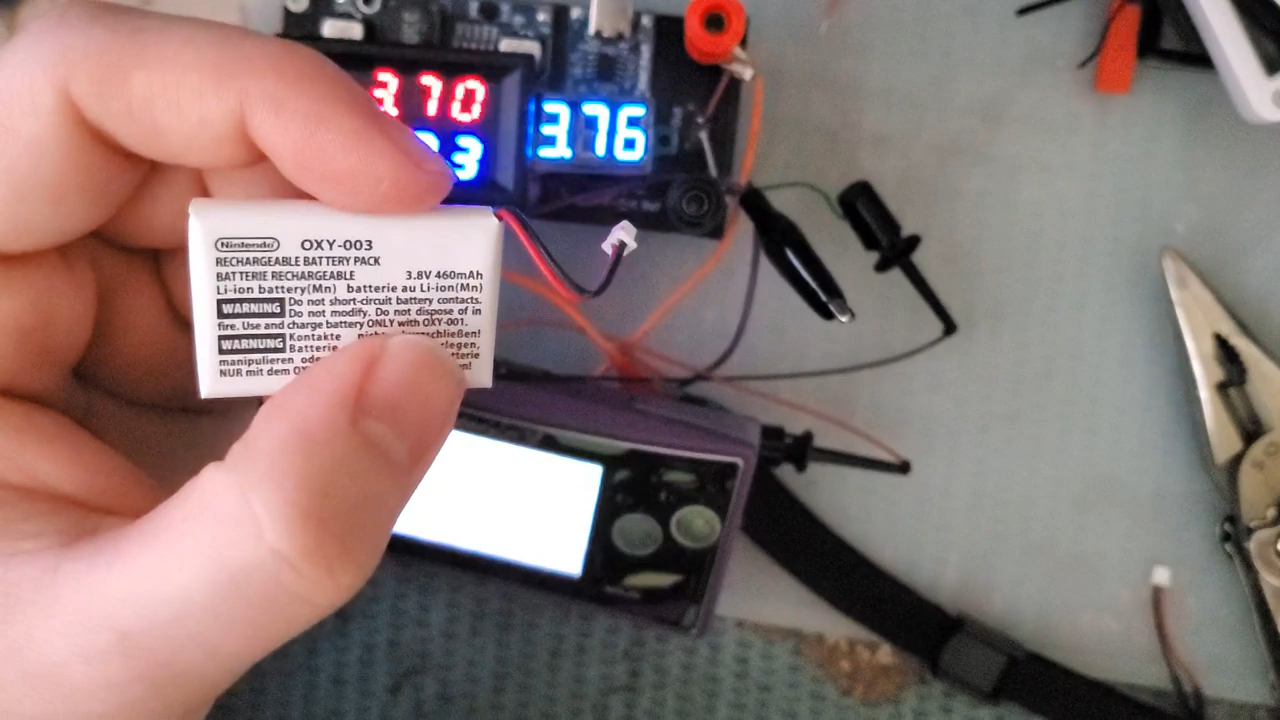 3.70
3.76
.3
Nintendo OXY-003
RECHARGEABLE BATTERY PACK
BATTERIE RECHARGEABLE 3.8V 460mAh
Li-ion battery(Mn) batterie au Li-ion(Mn)
WARNING Do not short-circuit battery contacts.
Do not modify. Do not dispose of in
fire. Use and charge battery ONLY with OXY-001.
WARNUNG Kontakte
Batterie
manipulieren
NUR mit dem